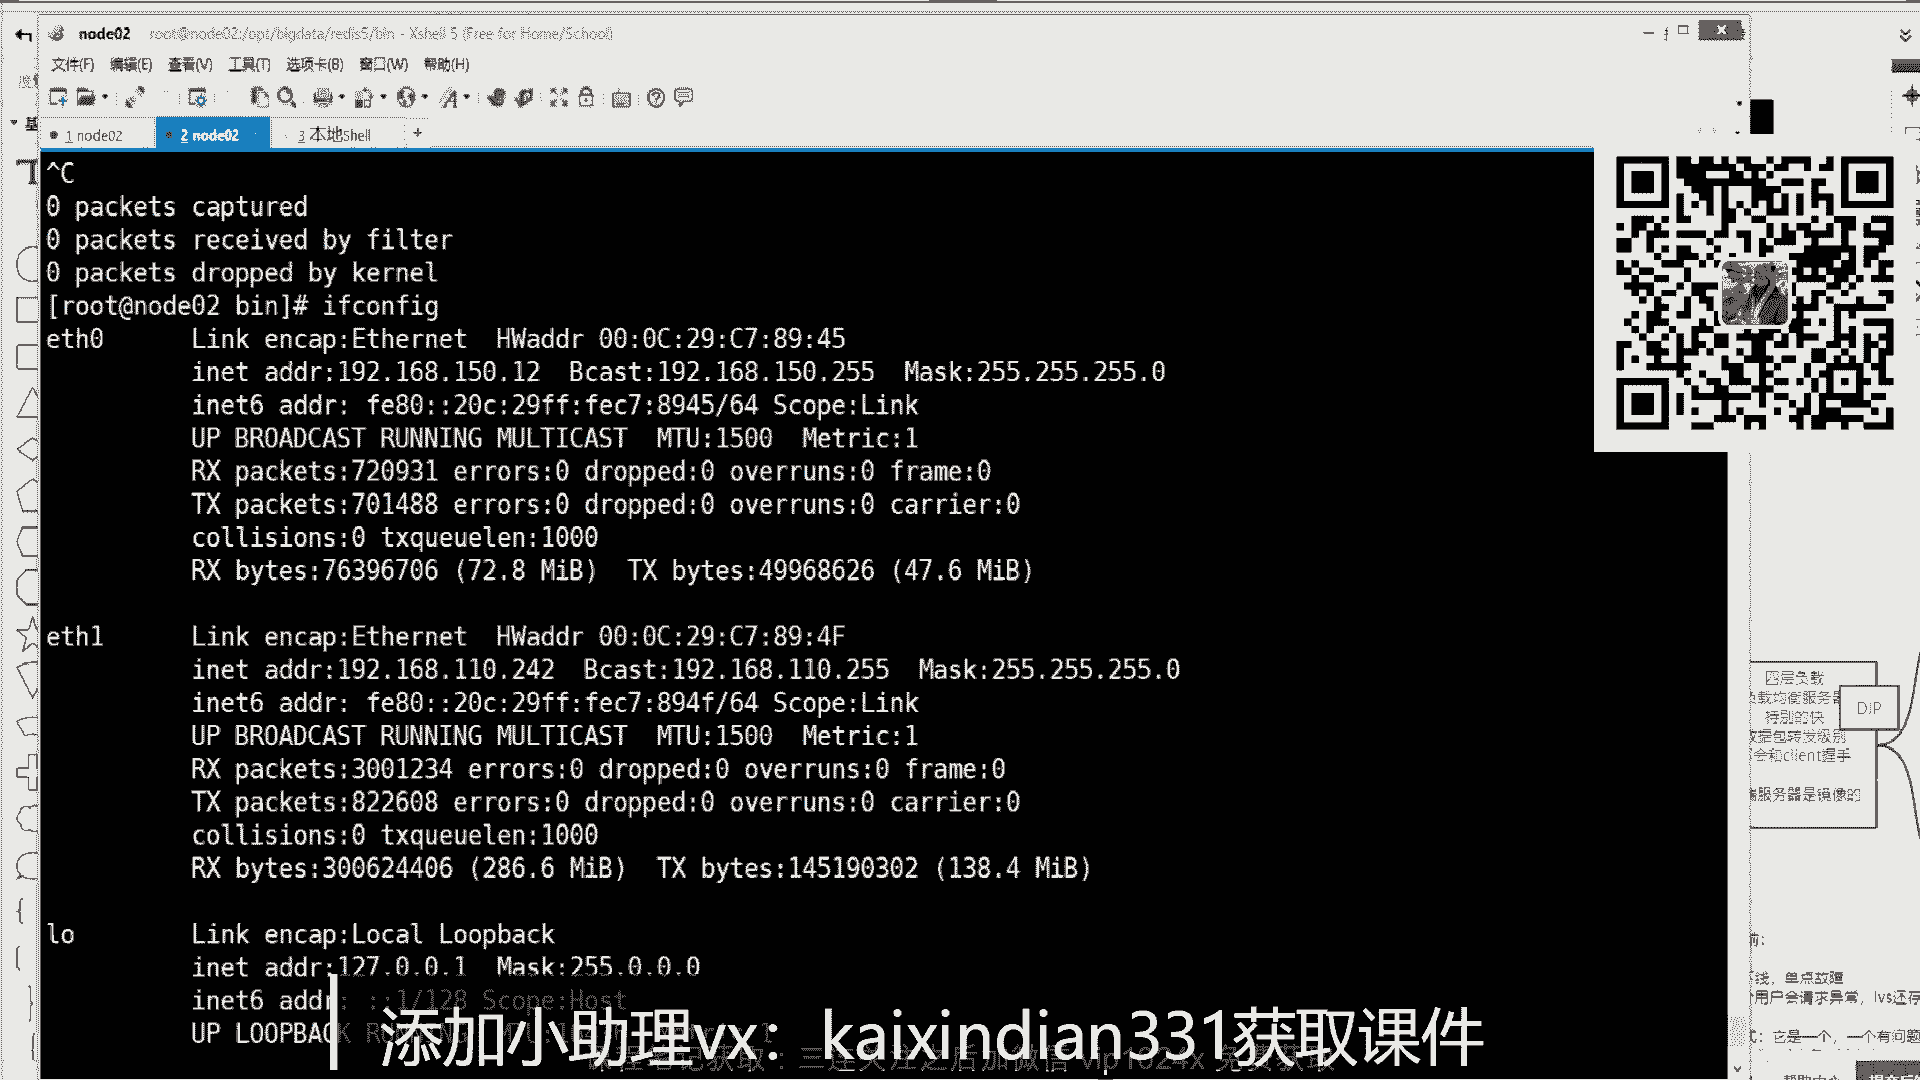 node02 root@node02:/opt/bigdata/redis5/bin - Xshell 5 (Free for Home/School)
文件(F) 编辑(E) 查看(V) 工具(T) 选项卡(B) 窗口(W) 帮助(H)
1 node02 2 node02 3 本地Shell +
^C
0 packets captured
0 packets received by filter
0 packets dropped by kernel
[root@node02 bin]# ifconfig
eth0 Link encap:Ethernet HWaddr 00:0C:29:C7:89:45
inet addr:192.168.150.12 Bcast:192.168.150.255 Mask:255.255.255.0
inet6 addr: fe80::20c:29ff:fec7:8945/64 Scope:Link
UP BROADCAST RUNNING MULTICAST MTU:1500 Metric:1
RX packets:720931 errors:0 dropped:0 overruns:0 frame:0
TX packets:701488 errors:0 dropped:0 overruns:0 carrier:0
collisions:0 txqueuelen:1000
RX bytes:76396706 (72.8 MiB) TX bytes:49968626 (47.6 MiB)
eth1 Link encap:Ethernet HWaddr 00:0C:29:C7:89:4F
inet addr:192.168.110.242 Bcast:192.168.110.255 Mask:255.255.255.0
inet6 addr: fe80::20c:29ff:fec7:894f/64 Scope:Link
UP BROADCAST RUNNING MULTICAST MTU:1500 Metric:1
RX packets:3001234 errors:0 dropped:0 overruns:0 frame:0
TX packets:822608 errors:0 dropped:0 overruns:0 carrier:0
collisions:0 txqueuelen:1000
RX bytes:300624406 (286.6 MiB) TX bytes:145190302 (138.4 MiB)
lo Link encap:Local Loopback
inet addr:127.0.0.1 Mask:255.0.0.0
inet6 addr: ::1/128 Scope:Host
UP LOOPBACK
添加小助理vx：kaixindian331获取课件
四层负载
负载均衡服务器
特别的快
数据包转发级别
会和client握手
服务器是镜像的
DIP
单点故障
用户会请求异常，lvs还存
它是一个，一个有问题